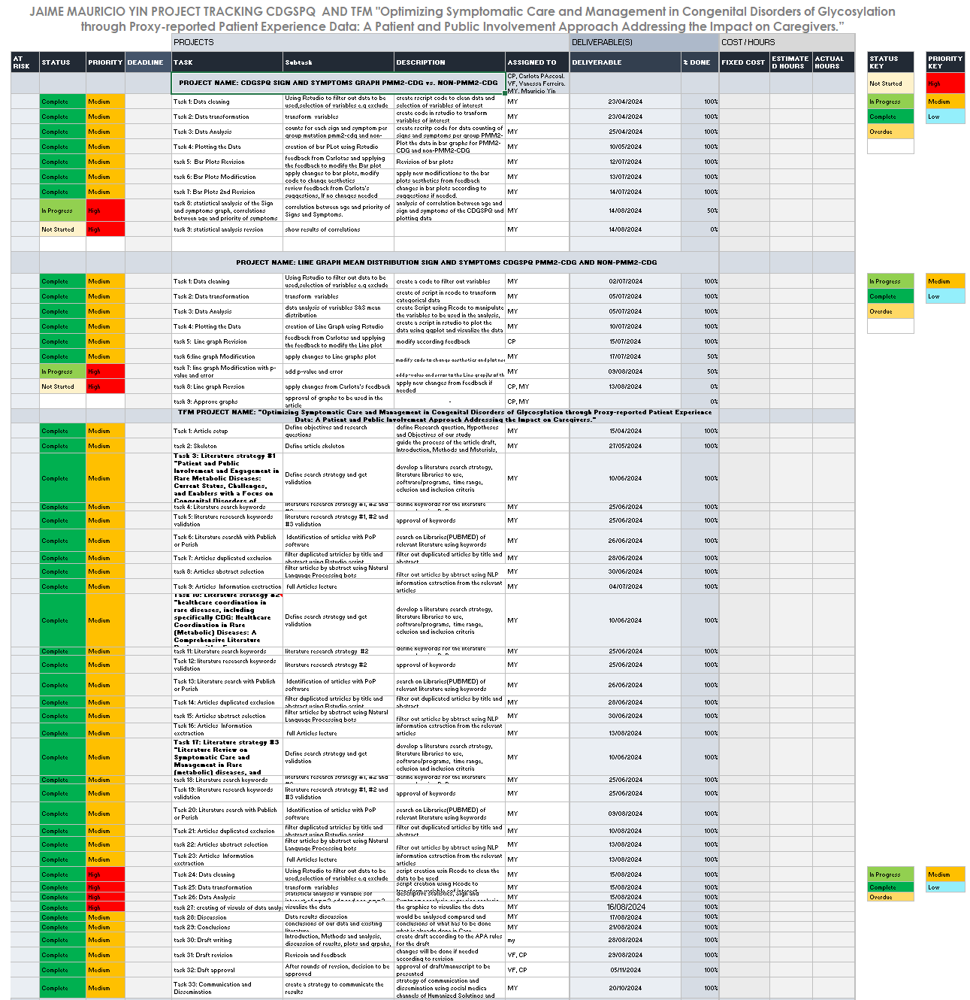 JAIME MAURICIO YIN PROJECT TRACKING CDGSPQ AND TFM "Optimizing Symptomatic Care and Management in Congenital Disorders of Glycosylation
through Proxy-reported Patient Experience Data: A Patient and Public Involvement Approach Addressing the Impact on Caregivers."
PROJECTS DELIVERABLE(S) COST / HOURS
AT RISK STATUS PRIORITY DEADLINE TASK Subtask DESCRIPTION ASSIGNED TO DELIVERABLE % DONE FIXED COST ESTIMATED HOURS ACTUAL HOURS STATUS KEY PRIORITY KEY
PROJECT NAME: CDGSPQ SIGN AND SYMPTOMS GRAPH PMM2-CDG vs. NON-PMM2-CDG CP, Carlota PAscoal. VF, Vanessa Ferreira. MY. Mauricio Yin Not Started High
Complete Medium Task 1: Data cleaning Using Rstudio to filter out data to be used,selection of variables e.g exclude create rscript code to clean data and selection of variables of interest MY 23/04/2024 100% In Progress Medium
Complete Medium Task 2: Data transformation transform variables create code in rstudio to tranform variables of interest MY 23/04/2024 100% Complete Low
Complete Medium Task 3: Data Analysis counts for each sign and symptom per group mutation pmm2-cdg and non- create rscritp code for data counting of signs and symptoms per group PMM2- MY 25/04/2024 100% Overdue
Complete Medium Task 4: Plotting the Data creation of bar PLot using Rstudio Plot the data in bar graphs for PMM2-CDG and non-PMM2-CDG MY 10/05/2024 100%
Complete Medium task 5: Bar Plots Revision feedback from Carlotas and applying the feedback to modify the Bar plot Revision of bar plots MY 12/07/2024 100%
Complete Medium task 6: Bar Plots Modification apply changes to bar plots, modify code to change aesthetics apply new modifications to the bar plots aesthetics from feedback MY 13/07/2024 100%
Complete Medium task 7: Bar Plots 2nd Revision review feedback from Carlota's suggestions, If no chnages needed changes in bar plots according to suggestions if needed. MY 14/07/2024 100%
In Progress High task 8: statistical analysis of the Sign and symptoms graph, correlations between age and priority of symptoms correlation between age and priority of Signs and Symptoms. analysis of correlation between age and sign and symptoms of the CDGSPQ and plotting data MY 14/08/2024 50%
Not Started High task 9: statistical analysis revsion show results of correlations MY 14/08/2024 0%
PROJECT NAME: LINE GRAPH MEAN DISTRIBUTION SIGN AND SYMPTOMS CDGSPQ PMM2-CDG AND NON-PMM2-CDG
Complete Medium Task 1: Data cleaning Using Rstudio to filter out data to be used,selection of variables e.g exclude create a code to filter out variables MY 02/07/2024 100% In Progress Medium
Complete Medium Task 2: Data transformation transform variables create of script in rcode to transform categorical data MY 05/07/2024 100% Complete Low
Complete Medium Task 3: Data Analysis data analysis of variables S&S mean distribution create Script using Rcode to manipulate the variables to be used in the analysis, MY 05/07/2024 100% Overdue
Complete Medium Task 4: Plotting the Data creation of Line Graph using Rstudio create a script in rstudio to plot the data using ggplot and visualize the data MY 10/07/2024 100%
Complete Medium task 5: Line graph Revision feedback from Carlotas and applying the feedback to modify the Line plot modify according feedback CP 15/07/2024 100%
Complete Medium task 6:line graph Modification apply changes to Line graphs plot modify code to change aesthetics and plot MY 17/07/2024 50%
In Progress High task 7: line graph Modification with p-value and error add p-value and error add p-value and error to the Line graphs of th MY 09/08/2024 50%
Not Started High task 8: Line graph Revison apply changes from Carlota's feedback apply new changes from feedback if needed CP, MY 13/08/2024 0%
task 9: Approve graphs approval of graphs to be used in the article - CP, MY 0%
TFM PROJECT NAME: "Optimizing Symptomatic Care and Management in Congenital Disorders of Glycosylation through Proxy-reported Patient Experience
Data: A Patient and Public Involvement Approach Addressing the Impact on Caregivers."
Complete Medium Task 1: Article setup Define objectives and research questions define Research question, Hypotheses and Objectives of our study MY 15/04/2024 100%
Complete Medium task 2: Skeleton Define article skeleton guide the process of the article draft, Introduction, Methods and Materials, MY 27/05/2024 100%
Complete Medium Task 3: Literature strategy #1 "Patient and Public Involvement and Engagement in Rare Metabolic Diseases: Current Status, Challenges, and Enablers with a Focus on Congenital Disorders of Define search strategy and get validation develop a literature search strategy, literature libraries to use, software/programs, time range, eclusion and inclusion criteria MY 10/06/2024 100%
Complete Medium task 4: Literature search keywords literature research strategy #1, #2 and define keywords for the literature MY 25/06/2024 100%
Complete Medium Task 5: literature research keywords validation literature research strategy #1, #2 and #3 validation approval of keywords MY 25/06/2024 100%
Complete Medium Task 6: Literature searchh with Publish or Perish Identification of articles with PoP software search on Libraries(PUBMED) of relevant literature using keywords MY 26/06/2024 100%
Complete Medium Task 7: Articles duplicated exclusion filter duplicated artricles by title and abstract using Rstudio script filter out duplicated articles by title and abstract MY 28/06/2024 100%
Complete Medium task 8: Articles abstract selection filter articles by abstract using Natural Language Processing bots filter out articles by abtract using NLP MY 30/06/2024 100%
Complete Medium Task 9: Articles Information exctraction full Articles lecture information extraction from the relevant articles MY 04/07/2024 100%
Complete Medium Task 10: Literature strategy #2 "healthcare coordination in rare diseases, including specifically CDG: Healthcare Coordination in Rare (Metabolic) Diseases: A Comprehensive Literature Define search strategy and get validation develop a literature search strategy, literature libraries to use, software/programs, time range, eclusion and inclusion criteria MY 10/06/2024 100%
Complete Medium task 11: Literature search keywords literature research strategy #2 define keywords for the literature MY 25/06/2024 100%
Complete Medium Task 12: literature reseaerch keywords validation literature research strategy #2 approval of keywords MY 25/06/2024 100%
Complete Medium Task 13: Literature search with Publish or Perish Identification of articles with PoP software search on Libraries(PUBMED) of relevant literature using keywords MY 26/06/2024 100%
Complete Medium Task 14: Articles duplicated exclusion filter duplicated artricles by title and abstract using Rstudio script filter out duplicated articles by title and abstract MY 28/06/2024 100%
Complete Medium task 15: Articles abstract selection filter articles by abtract using Natural Language Processing bots filter out articles by abtract using NLP MY 30/06/2024 100%
Complete Medium Task 16: Articles Information exctraction full Articles lecture information extraction from the relevant articles MY 13/08/2024 100%
Complete Medium Task 17: Literature strategy #3 "Literature Review on Symptomatic Care and Management in Rare (metabolic) diseases, and Define search strategy and get validation develop a literature search strategy, literature libraries to use, software/programs, time range, eclusion and inclusion criteria MY 10/06/2024 100%
Complete Medium task 18: Literature search keywords literature research strategy #1, #2 and define keywords for the literature MY 25/06/2024 100%
Complete Medium Task 19: literature research keywords validation literature research strategy #1, #2 and #3 validation approval of keywords MY 25/06/2024 100%
Complete Medium Task 20: Literature search with Publish or Perish Identification of articles with PoP software search on Libraries(PUBMED) of relevant literature using keywords MY 09/08/2024 100%
Complete Medium Task 21: Articles duplicated exclusion filter duplicated artricles by title and abstract using Rstudio script filter out duplicated articles by title and abstract MY 10/08/2024 100%
Complete Medium task 22: Articles abstract selection filter articles by abtract using Natural Language Processing bots filter out articles by abtract using NLP MY 13/08/2024 100%
Complete Medium Task 23: Articles Information exctraction full Articles lecture information extraction from the relevant articles MY 13/08/2024 100%
Complete High Task 24: Data cleaning Using Rstudio to filter out data to be used,selection of variables e.g exclude script creation usin Rcode to clean the data to be used MY 15/08/2024 100% In Progress Medium
Complete High Task 25: Data transformation transform variables script creation using Rcode to transform variables of interest MY 15/08/2024 100% Complete Low
Complete High Task 26: Data Analysis statistical analysis if variable sor descriptive statistics, Sign and MY 15/08/2024 100% Overdue
Complete High task 27: creating of visuals of data analys visualize the data the graphics to visualize the data MY 16/08/2024 100%
Complete Medium task 28: Discussion Data results discussion would be analysed compared and MY 17/08/2024 100%
Complete Medium task 29: Conclusions conclusions of our data and existing literature conclusions of what has to be done what is already done in Care MY 21/08/2024 100%
Complete Medium task 30: Draft writing Introduction, Methods and analysis, discussion of reuslts, plots and grpahs, create draft according to the APA rules for the draft my 28/08/2024 100%
Complete Medium task 31: Draft revision Revisoin and feedback changes will be done if needed according to revision VF, CP 29/08/2024 100%
Complete Medium task 32: Daft approval After rounds of revsion, decision to be approved approval of draft/manuscript to be presented VF, CP 05/11/2024 100%
Complete Medium Task 33: Communication and Dissemination create a strategy to communicate the results strategy of communication and dissemination using social medica channels of Humanized Solutinos and MY 20/10/2024 100%